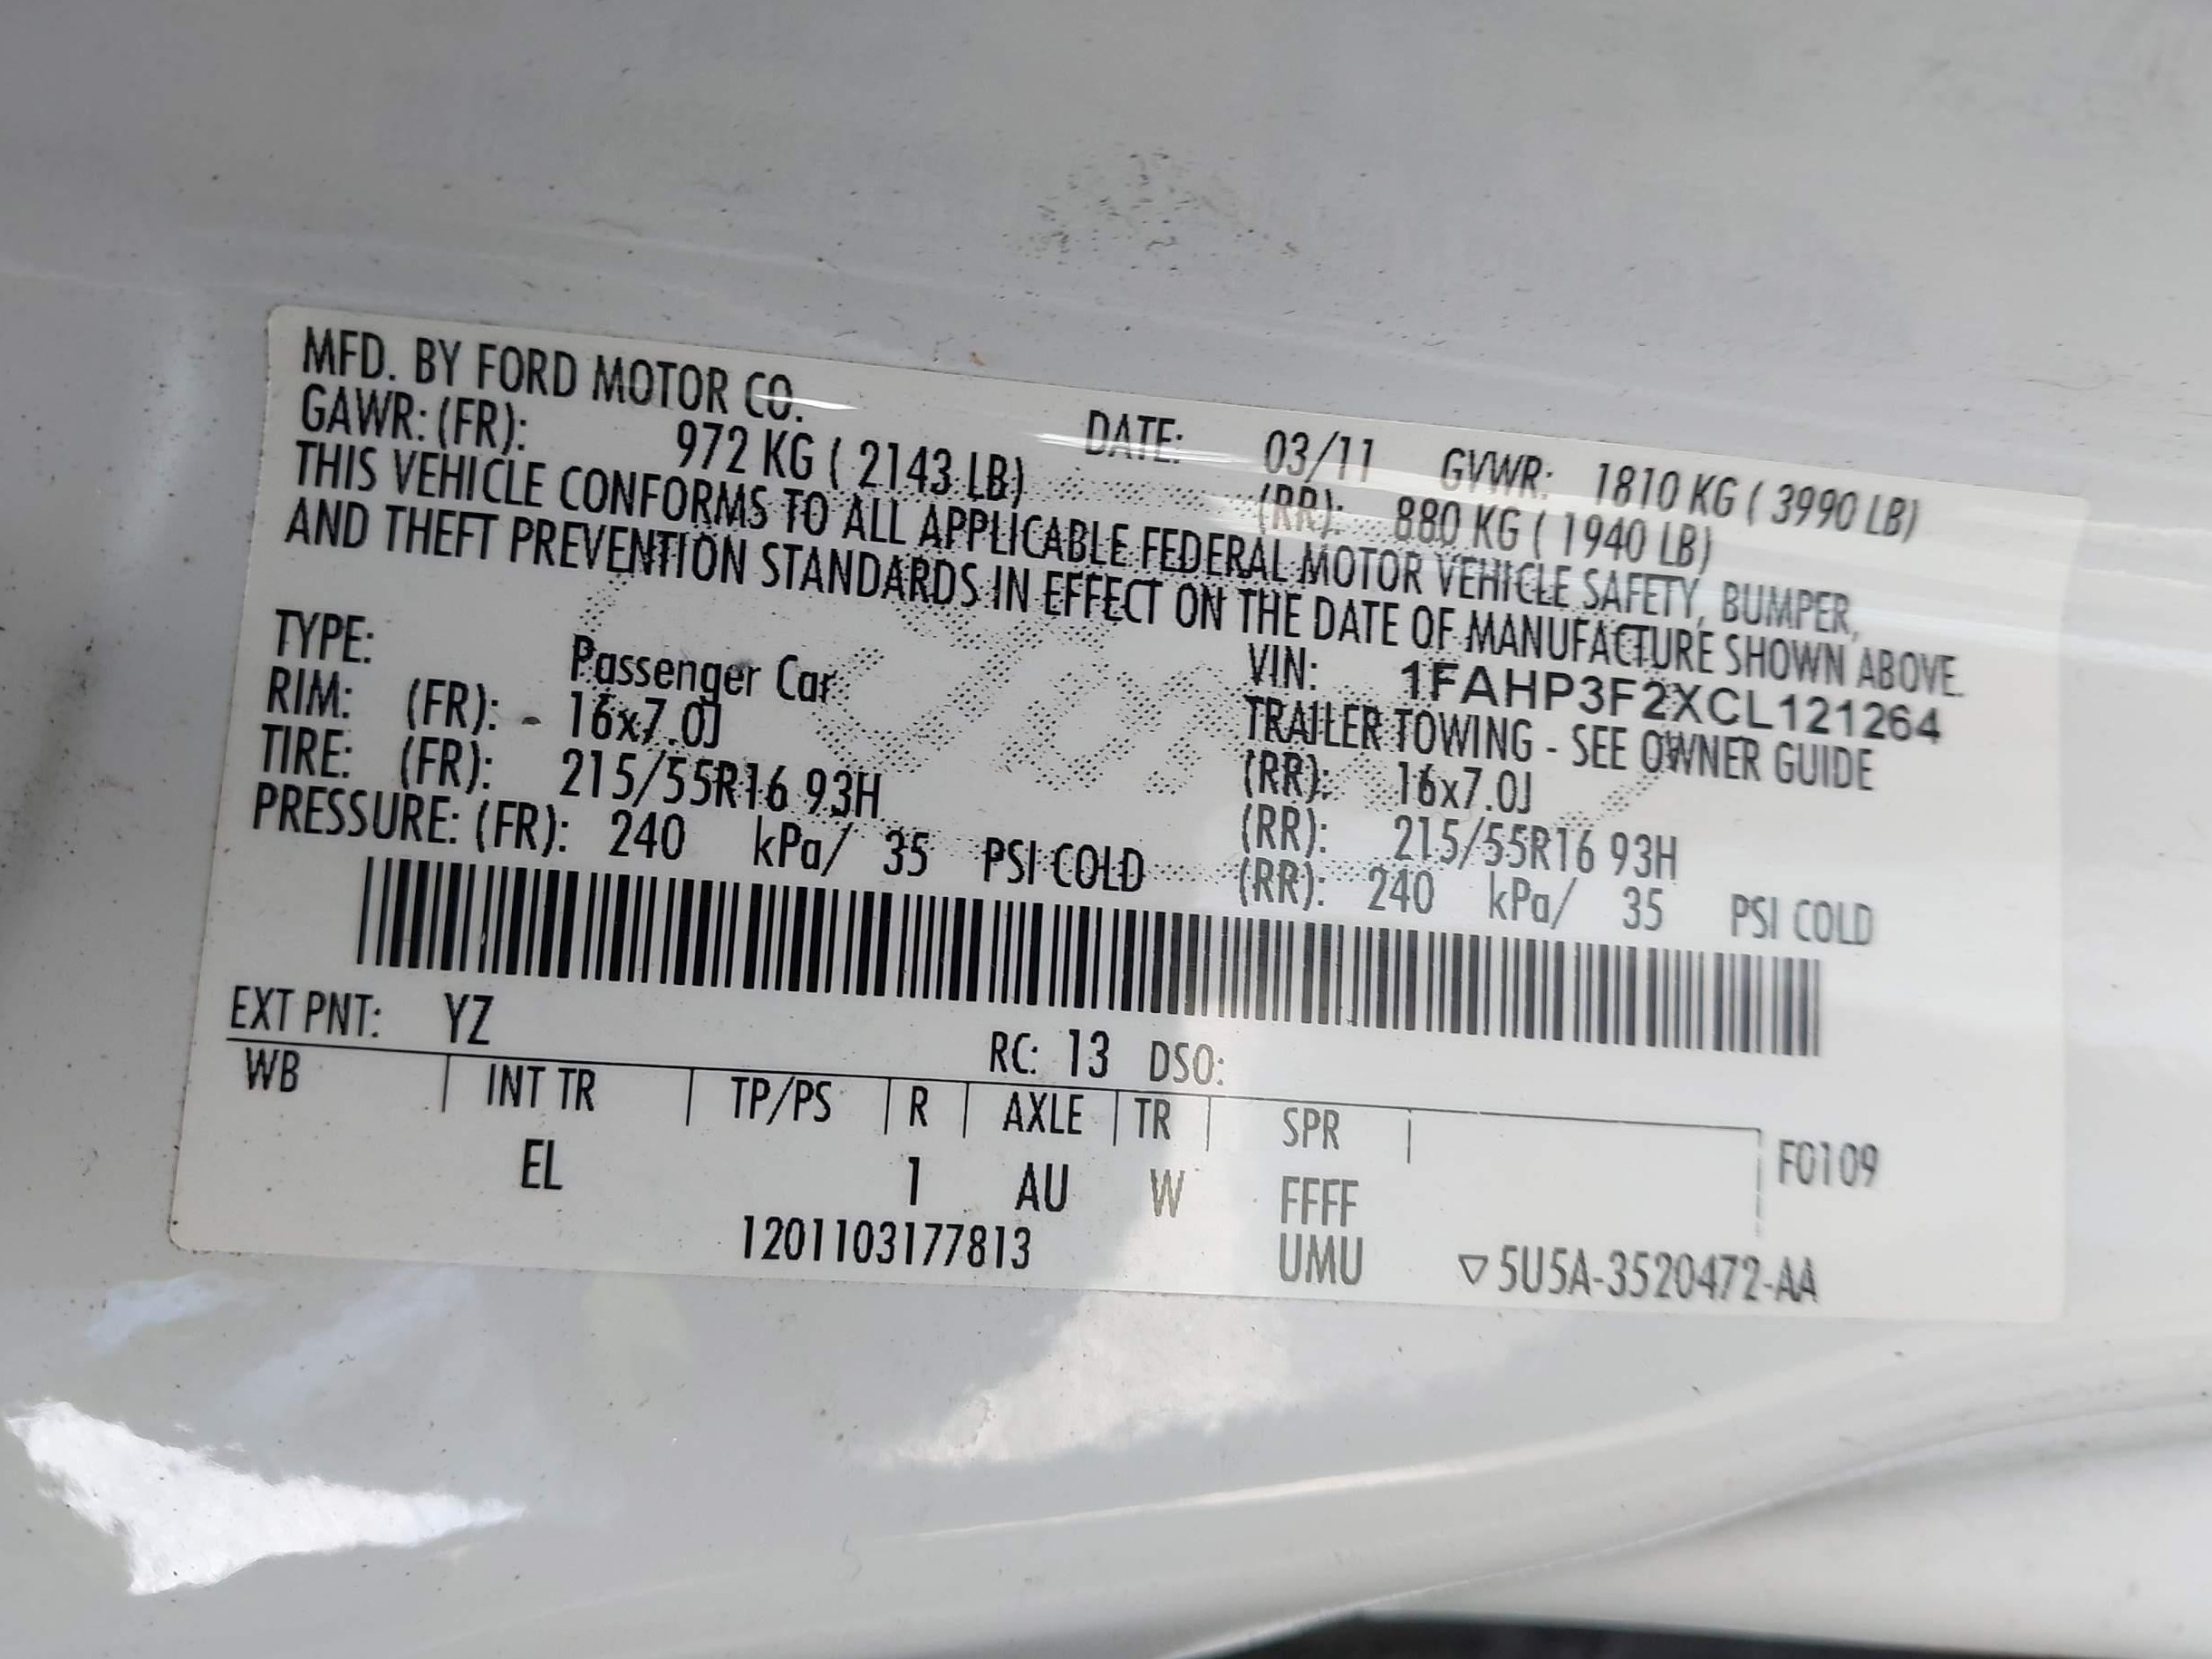 MFD. BY FORD MOTOR CO. DATE: 03/11 GVWR: 1810 KG ( 3990 LB)
GAWR: (FR): 972 KG ( 2143 LB) (RR): 880 KG ( 1940 LB)
THIS VEHICLE CONFORMS TO ALL APPLICABLE FEDERAL MOTOR VEHICLE SAFETY, BUMPER,
AND THEFT PREVENTION STANDARDS IN EFFECT ON THE DATE OF MANUFACTURE SHOWN ABOVE.
VIN: 1FAHP3F2XCL121264
TYPE: Passenger Car TRAILER TOWING - SEE OWNER GUIDE
RIM: (FR): 16x7.0J (RR): 16x7.0J
TIRE: (FR): 215/55R16 93H (RR): 215/55R16 93H
PRESSURE: (FR): 240 kPa/ 35 PSI COLD (RR): 240 kPa/ 35 PSI COLD
EXT PNT: YZ RC: 13 DSO:
WB INT TR TP/PS R AXLE TR SPR F0109
EL 1 AU W FFFF
1201103177813 UMU ▽5U5A-3520472-AA